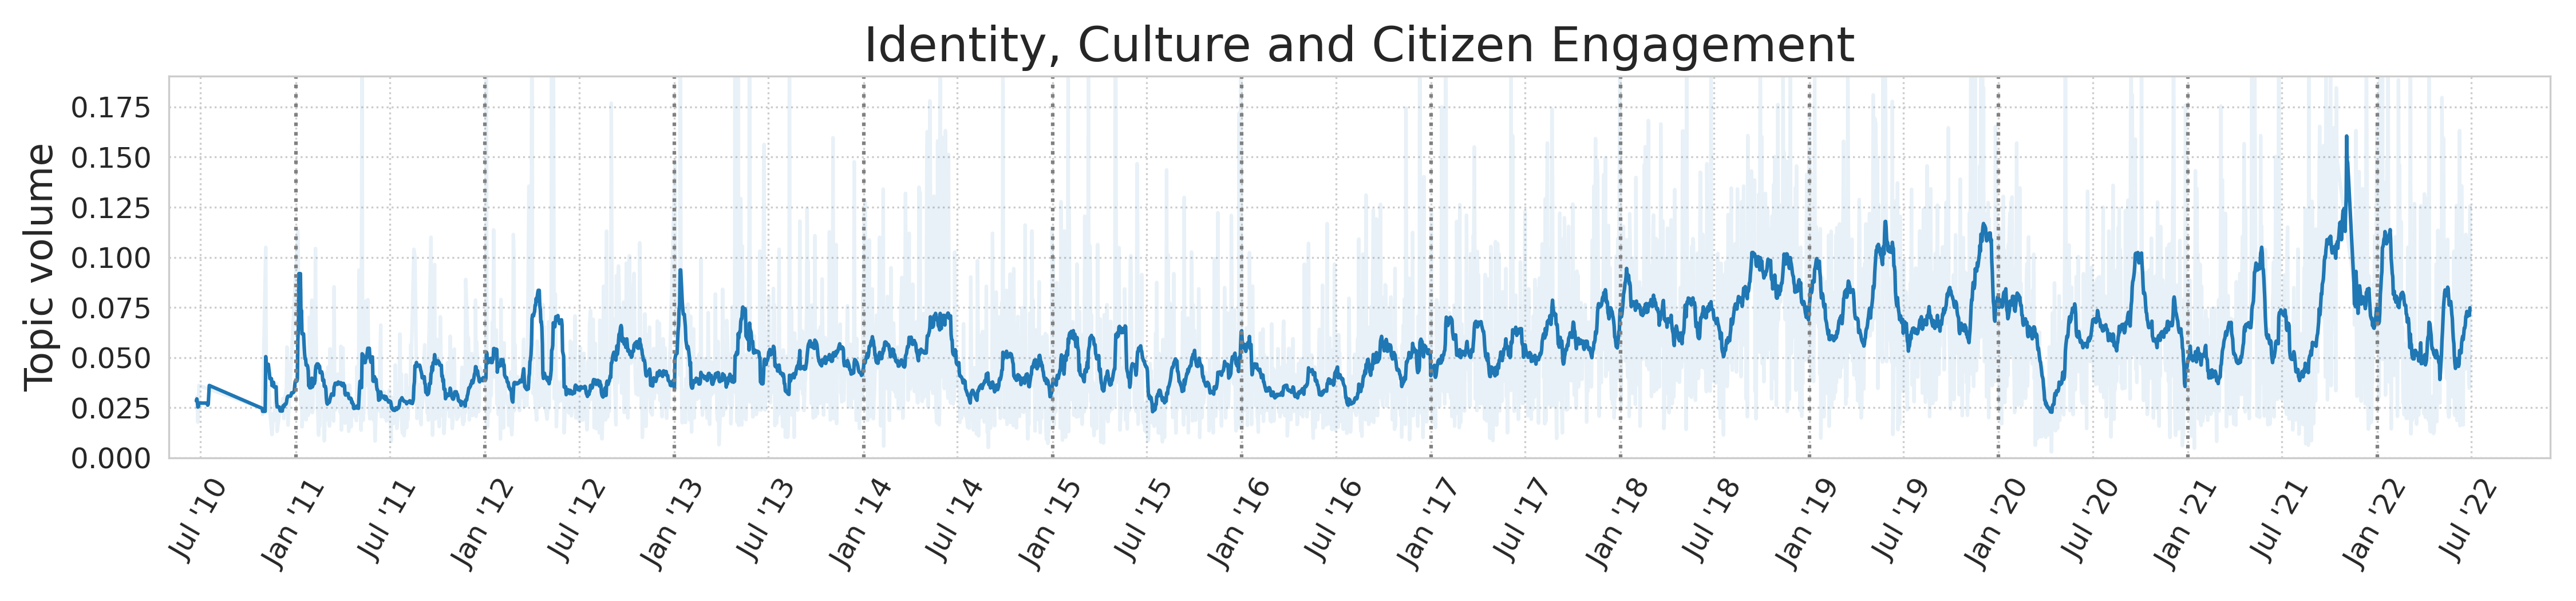 Identity, Culture and Citizen Engagement
Topic volume
0.175
0.150
0.125
0.100
0.075
0.050
0.025
0.000
Jul '10
Jan '11
Jul '11
Jan '12
Jul '12
Jan '13
Jul '13
Jan '14
Jul '14
Jan '15
Jul '15
Jan '16
Jul '16
Jan '17
Jul '17
Jan '18
Jul '18
Jan '19
Jul '19
Jan '20
Jul '20
Jan '21
Jul '21
Jan '22
Jul '22